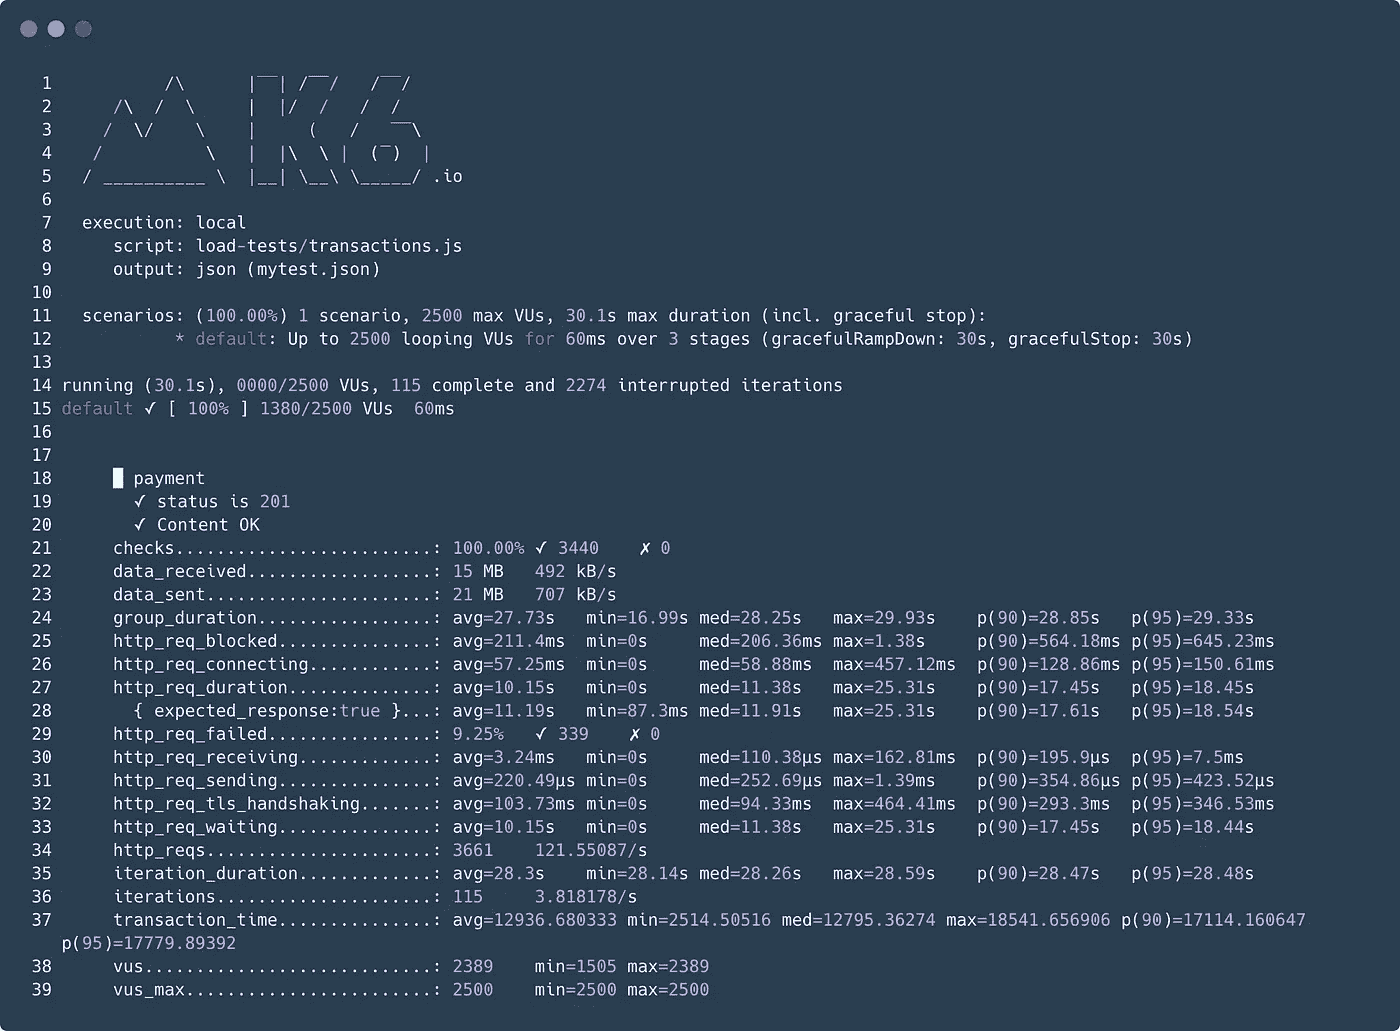 1           /\      |‾‾| /‾‾/   /‾‾/
2      /\  /  \     |  |/  /   /  /
3     /  \/    \    |     (   /   ‾‾\
4    /          \   |  |\  \ |  (‾)  |
5   / __________ \  |__| \__\ \_____/ .io
6
7   execution: local
8      script: load-tests/transactions.js
9      output: json (mytest.json)
10
11   scenarios: (100.00%) 1 scenario, 2500 max VUs, 30.1s max duration (incl. graceful stop):
12            * default: Up to 2500 looping VUs for 60ms over 3 stages (gracefulRampDown: 30s, gracefulStop: 30s)
13
14 running (30.1s), 0000/2500 VUs, 115 complete and 2274 interrupted iterations
15 default ✓ [ 100% ] 1380/2500 VUs  60ms
16
17
18      █ payment
19        ✓ status is 201
20        ✓ Content OK
21      checks.........................: 100.00% ✓ 3440    ✗ 0
22      data_received..................: 15 MB   492 kB/s
23      data_sent......................: 21 MB   707 kB/s
24      group_duration.................: avg=27.73s   min=16.99s med=28.25s   max=29.93s    p(90)=28.85s   p(95)=29.33s
25      http_req_blocked...............: avg=211.4ms  min=0s     med=206.36ms max=1.38s     p(90)=564.18ms p(95)=645.23ms
26      http_req_connecting............: avg=57.25ms  min=0s     med=58.88ms  max=457.12ms  p(90)=128.86ms p(95)=150.61ms
27      http_req_duration..............: avg=10.15s   min=0s     med=11.38s   max=25.31s    p(90)=17.45s   p(95)=18.45s
28        { expected_response:true }...: avg=11.19s   min=87.3ms med=11.91s   max=25.31s    p(90)=17.61s   p(95)=18.54s
29      http_req_failed................: 9.25%   ✓ 339    ✗ 0
30      http_req_receiving.............: avg=3.24ms   min=0s     med=110.38µs max=162.81ms  p(90)=195.9µs  p(95)=7.5ms
31      http_req_sending...............: avg=220.49µs min=0s     med=252.69µs max=1.39ms    p(90)=354.86µs p(95)=423.52µs
32      http_req_tls_handshaking.......: avg=103.73ms min=0s     med=94.33ms  max=464.41ms  p(90)=293.3ms  p(95)=346.53ms
33      http_req_waiting...............: avg=10.15s   min=0s     med=11.38s   max=25.31s    p(90)=17.45s   p(95)=18.44s
34      http_reqs......................: 3661    121.55087/s
35      iteration_duration.............: avg=28.3s    min=28.14s med=28.26s   max=28.59s    p(90)=28.47s   p(95)=28.48s
36      iterations.....................: 115     3.818178/s
37      transaction_time...............: avg=12936.680333 min=2514.50516 med=12795.36274 max=18541.656906 p(90)=17114.160647
p(95)=17779.89392
38      vus............................: 2389    min=1505 max=2389
39      vus_max........................: 2500    min=2500 max=2500